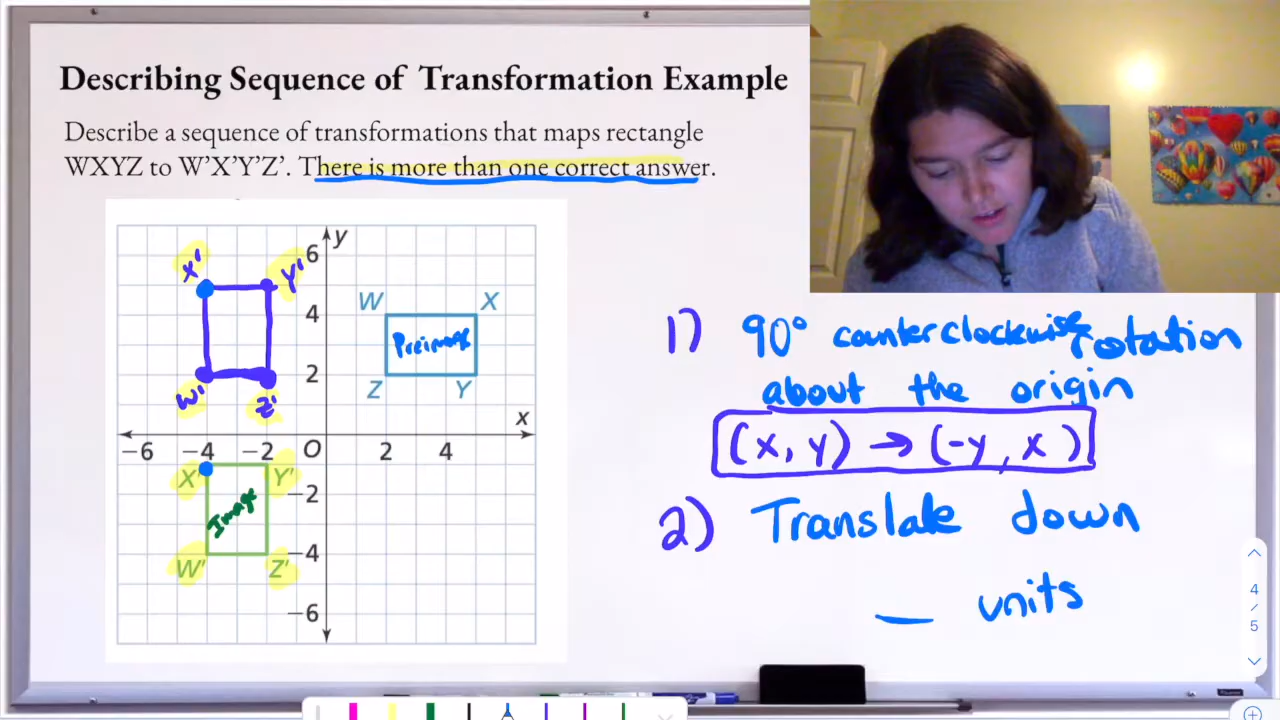 Describing Sequence of Transformation Example
Describe a sequence of transformations that maps rectangle
WXYZ to W'X'Y'Z'. There is more than one correct answer.
y
6
X'
Y'
4
W
X
Preimage
2
Z
Y
W'
Z'
x
-6
-4
-2
O
2
4
X'
Y'
-2
Image
-4
W'
Z'
-6
1) 90° counterclockwise rotation
about the origin
(x, y) → (-y, x)
2) Translate down
__ units
4
/
5